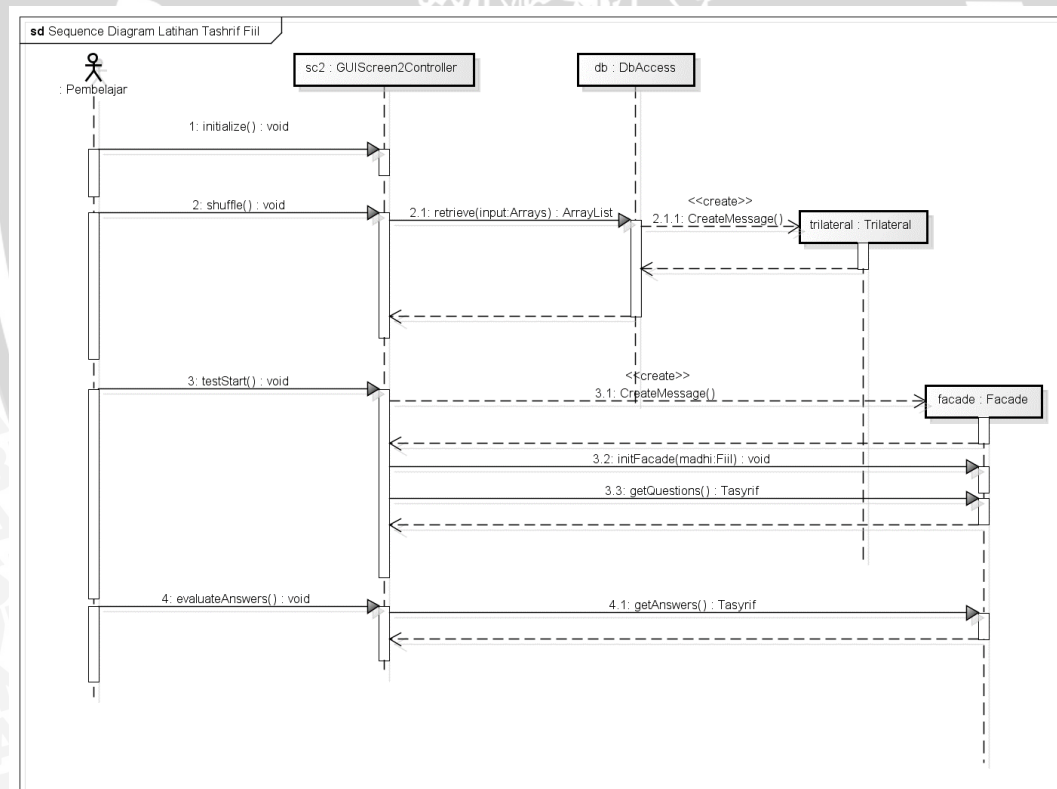 sd Sequence Diagram Latihan Tashrif Fiil
: Pembelajar
sc2 : GUIScreen2Controller
db : DbAccess
1: initialize() : void
2: shuffle() : void
2.1: retrieve(input:Arrays) : ArrayList
<<create>>
2.1.1: CreateMessage()
trilateral : Trilateral
3: testStart() : void
<<create>>
3.1: CreateMessage()
facade : Facade
3.2: initFacade(madhi:Fiil) : void
3.3: getQuestions() : Tasyrif
4: evaluateAnswers() : void
4.1: getAnswers() : Tasyrif